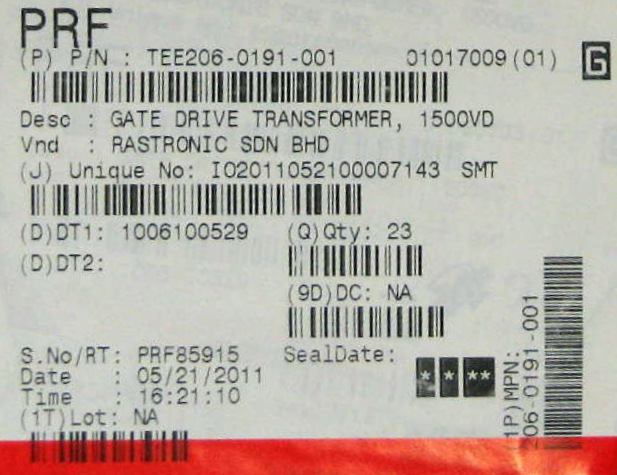 PRF
(P) P/N : TEE206-0191-001 01017009(01) G
Desc : GATE DRIVE TRANSFORMER, 1500VD
Vnd : RASTRONIC SDN BHD
(J) Unique No: IO2011052100007143 SMT
(D)DT1: 1006100529 (Q)Qty: 23
(D)DT2:
(9D)DC: NA
S.No/RT: PRF85915 SealDate: * * **
Date : 05/21/2011
Time : 16:21:10
(1T)Lot: NA
(1P)MPN:
206-0191-001